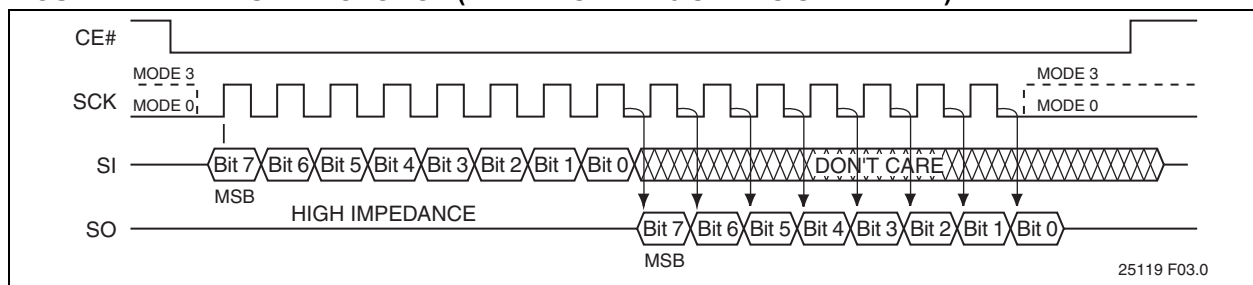 CE#
MODE 3
MODE 3
SCK
MODE 0
MODE 0
SI
Bit 7 Bit 6 Bit 5 Bit 4 Bit 3 Bit 2 Bit 1 Bit 0
DON'T CARE
MSB
HIGH IMPEDANCE
SO
Bit 7 Bit 6 Bit 5 Bit 4 Bit 3 Bit 2 Bit 1 Bit 0
MSB
25119 F03.0